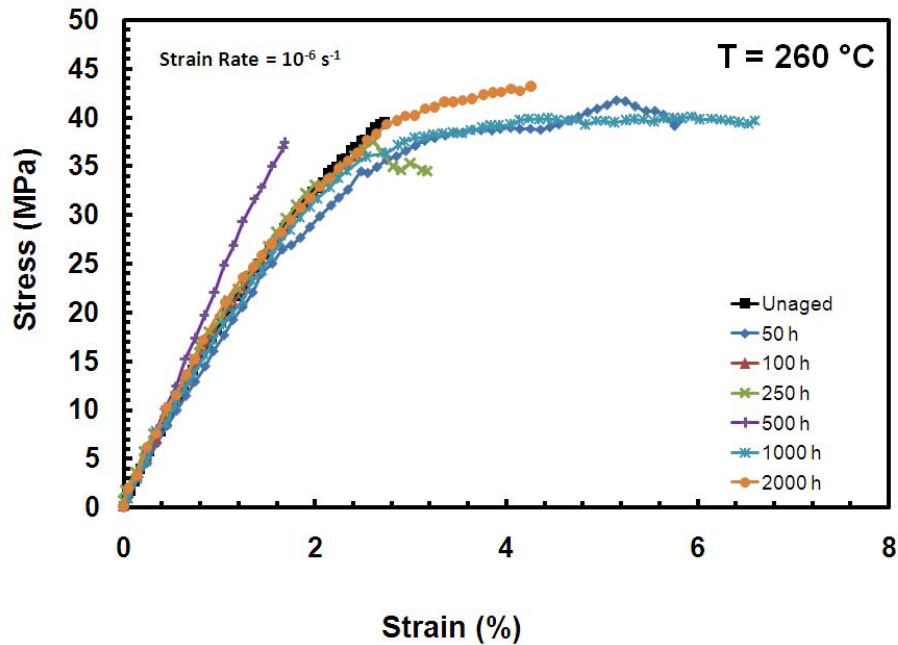 50
45
40
35
30
25
20
15
10
5
0
Stress (MPa)
Strain Rate = 10⁻⁶ s⁻¹
T = 260 °C
Unaged
50 h
100 h
250 h
500 h
1000 h
2000 h
0 2 4 6 8
Strain (%)